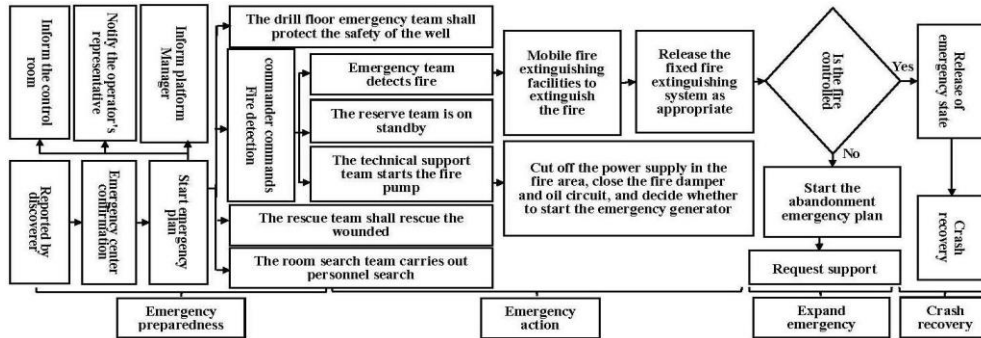 Inform the control
room
Notify the operator's
representative
Inform platform
Manager
Reported by
discoverer
Emergency center
confirmation
Start emergency
plan
The drill floor emergency team shall
protect the safety of the well
commander commands
Fire detection
Emergency team
detects fire
The reserve team is on
standby
The technical support
team starts the fire
pump
The rescue team shall rescue the
wounded
The room search team carries out
personnel search
Mobile fire
extinguishing
facilities to
extinguish
the fire
Release the
fixed fire
extinguishing
system as
appropriate
Cut off the power supply in the
fire area, close the fire damper
and oil circuit, and decide whether
to start the emergency generator
Is the fire
controlled
Yes
No
Start the
abandonment
emergency plan
Request support
Release of
emergency state
Crash
recovery
Emergency
preparedness
Emergency
action
Expand
emergency
Crash
recovery